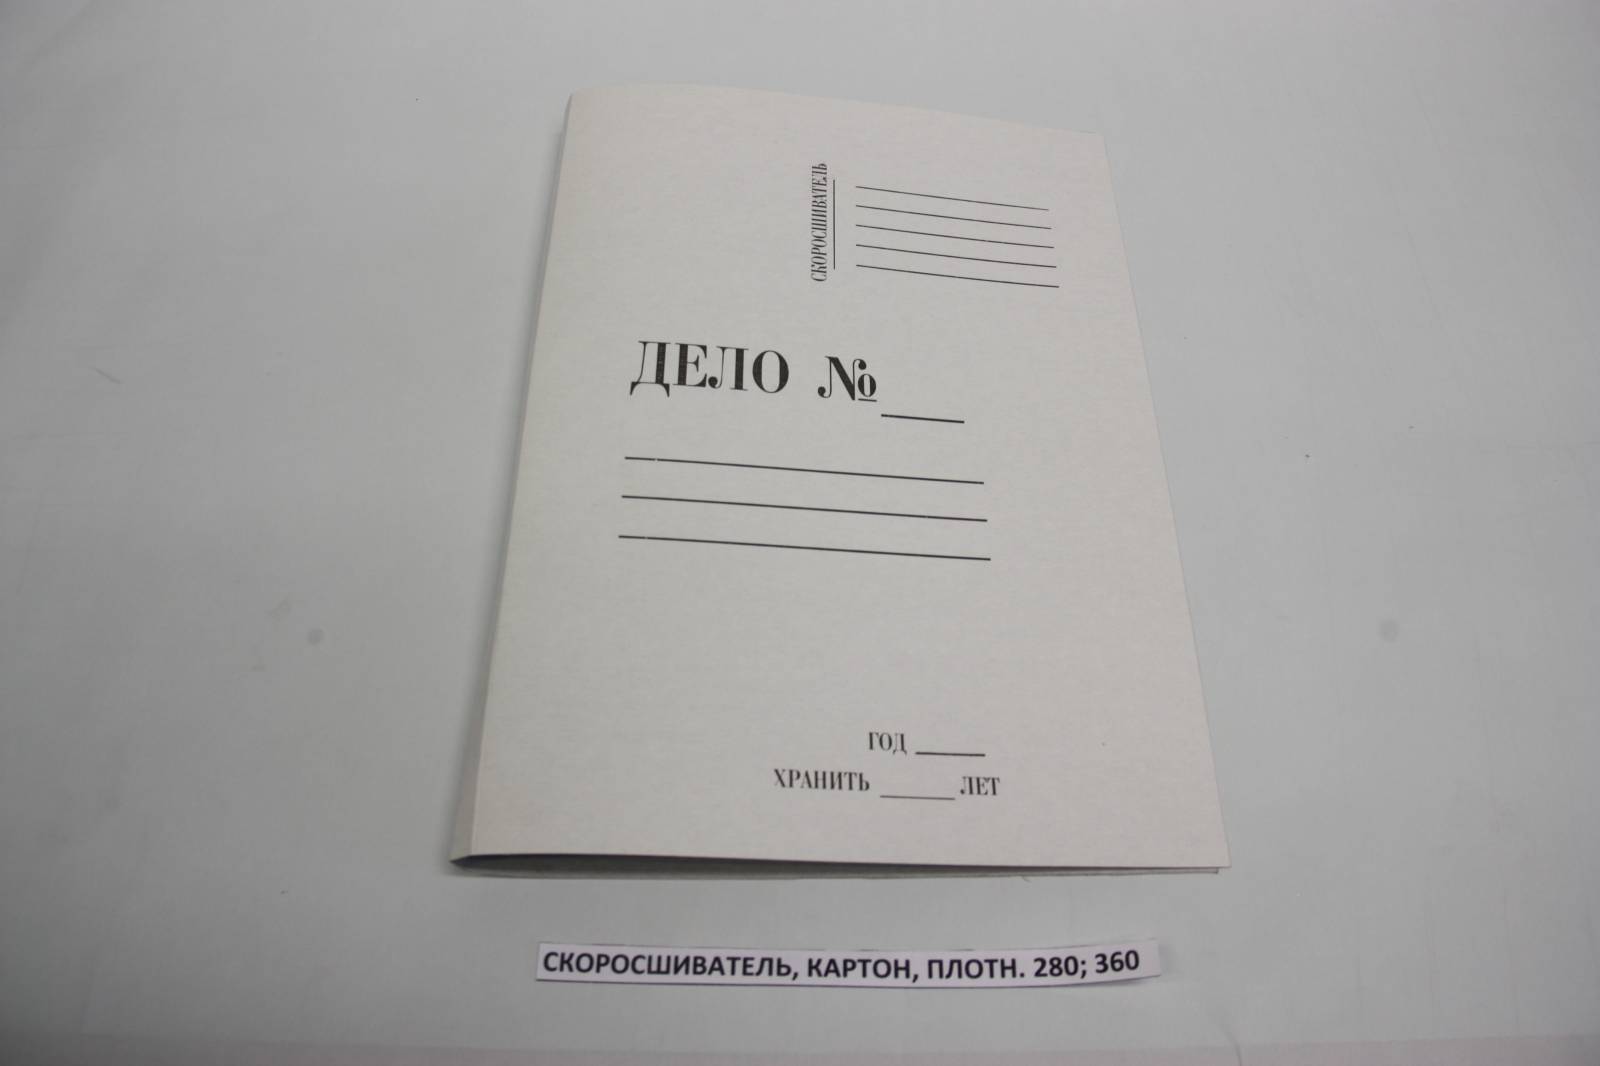 СКОРОСШИВАТЕЛЬ
ДЕЛО №
ГОД
ХРАНИТЬ ЛЕТ
СКОРОСШИВАТЕЛЬ, КАРТОН, ПЛОТН. 280; 360